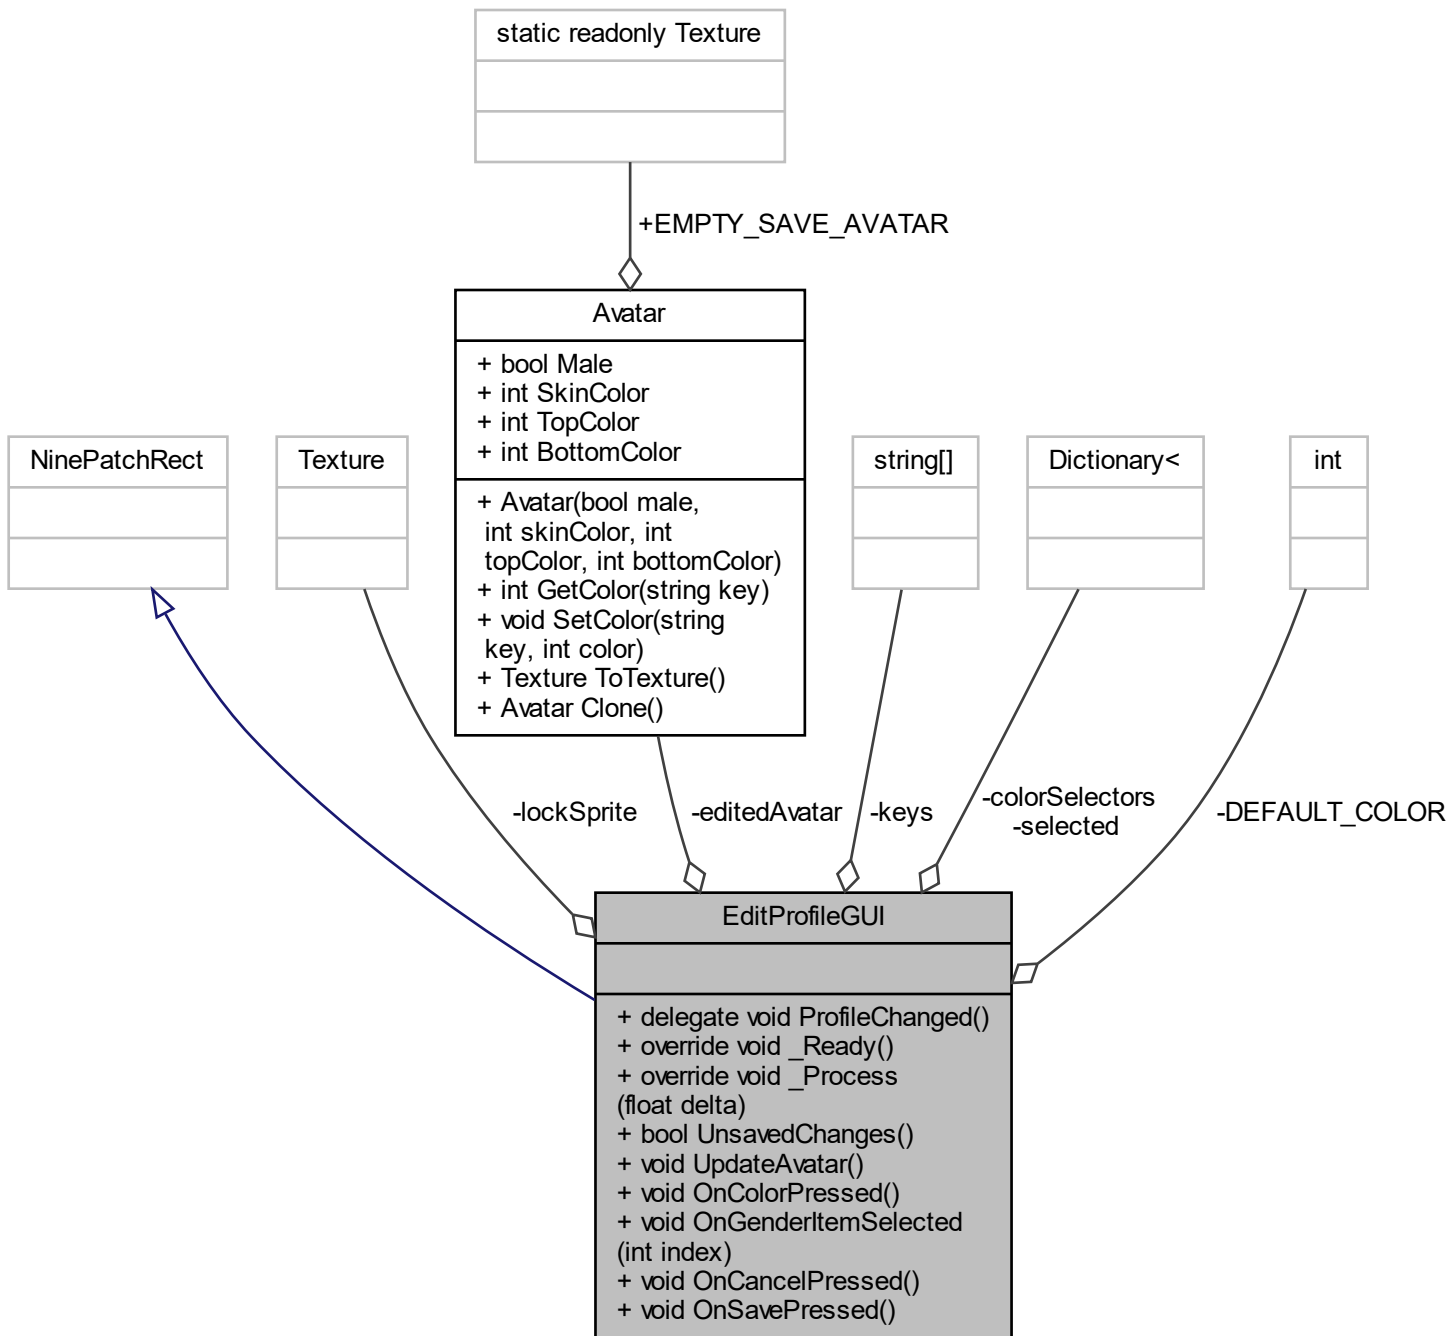 static readonly Texture
+EMPTY_SAVE_AVATAR
Avatar
+ bool Male
+ int SkinColor
+ int TopColor
+ int BottomColor
+ Avatar(bool male,
int skinColor, int
topColor, int bottomColor)
+ int GetColor(string key)
+ void SetColor(string
key, int color)
+ Texture ToTexture()
+ Avatar Clone()
NinePatchRect
Texture
string[]
Dictionary<
int
-lockSprite
-editedAvatar
-keys
-colorSelectors
-selected
-DEFAULT_COLOR
EditProfileGUI
+ delegate void ProfileChanged()
+ override void _Ready()
+ override void _Process
(float delta)
+ bool UnsavedChanges()
+ void UpdateAvatar()
+ void OnColorPressed()
+ void OnGenderItemSelected
(int index)
+ void OnCancelPressed()
+ void OnSavePressed()